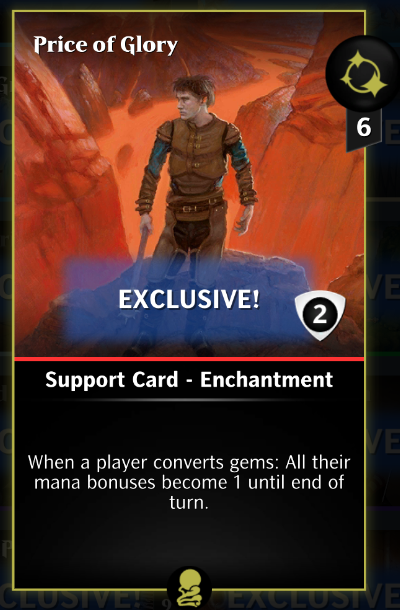 Price of Glory
6
EXCLUSIVE!
2
Support Card - Enchantment
When a player converts gems: All their
mana bonuses become 1 until end of
turn.